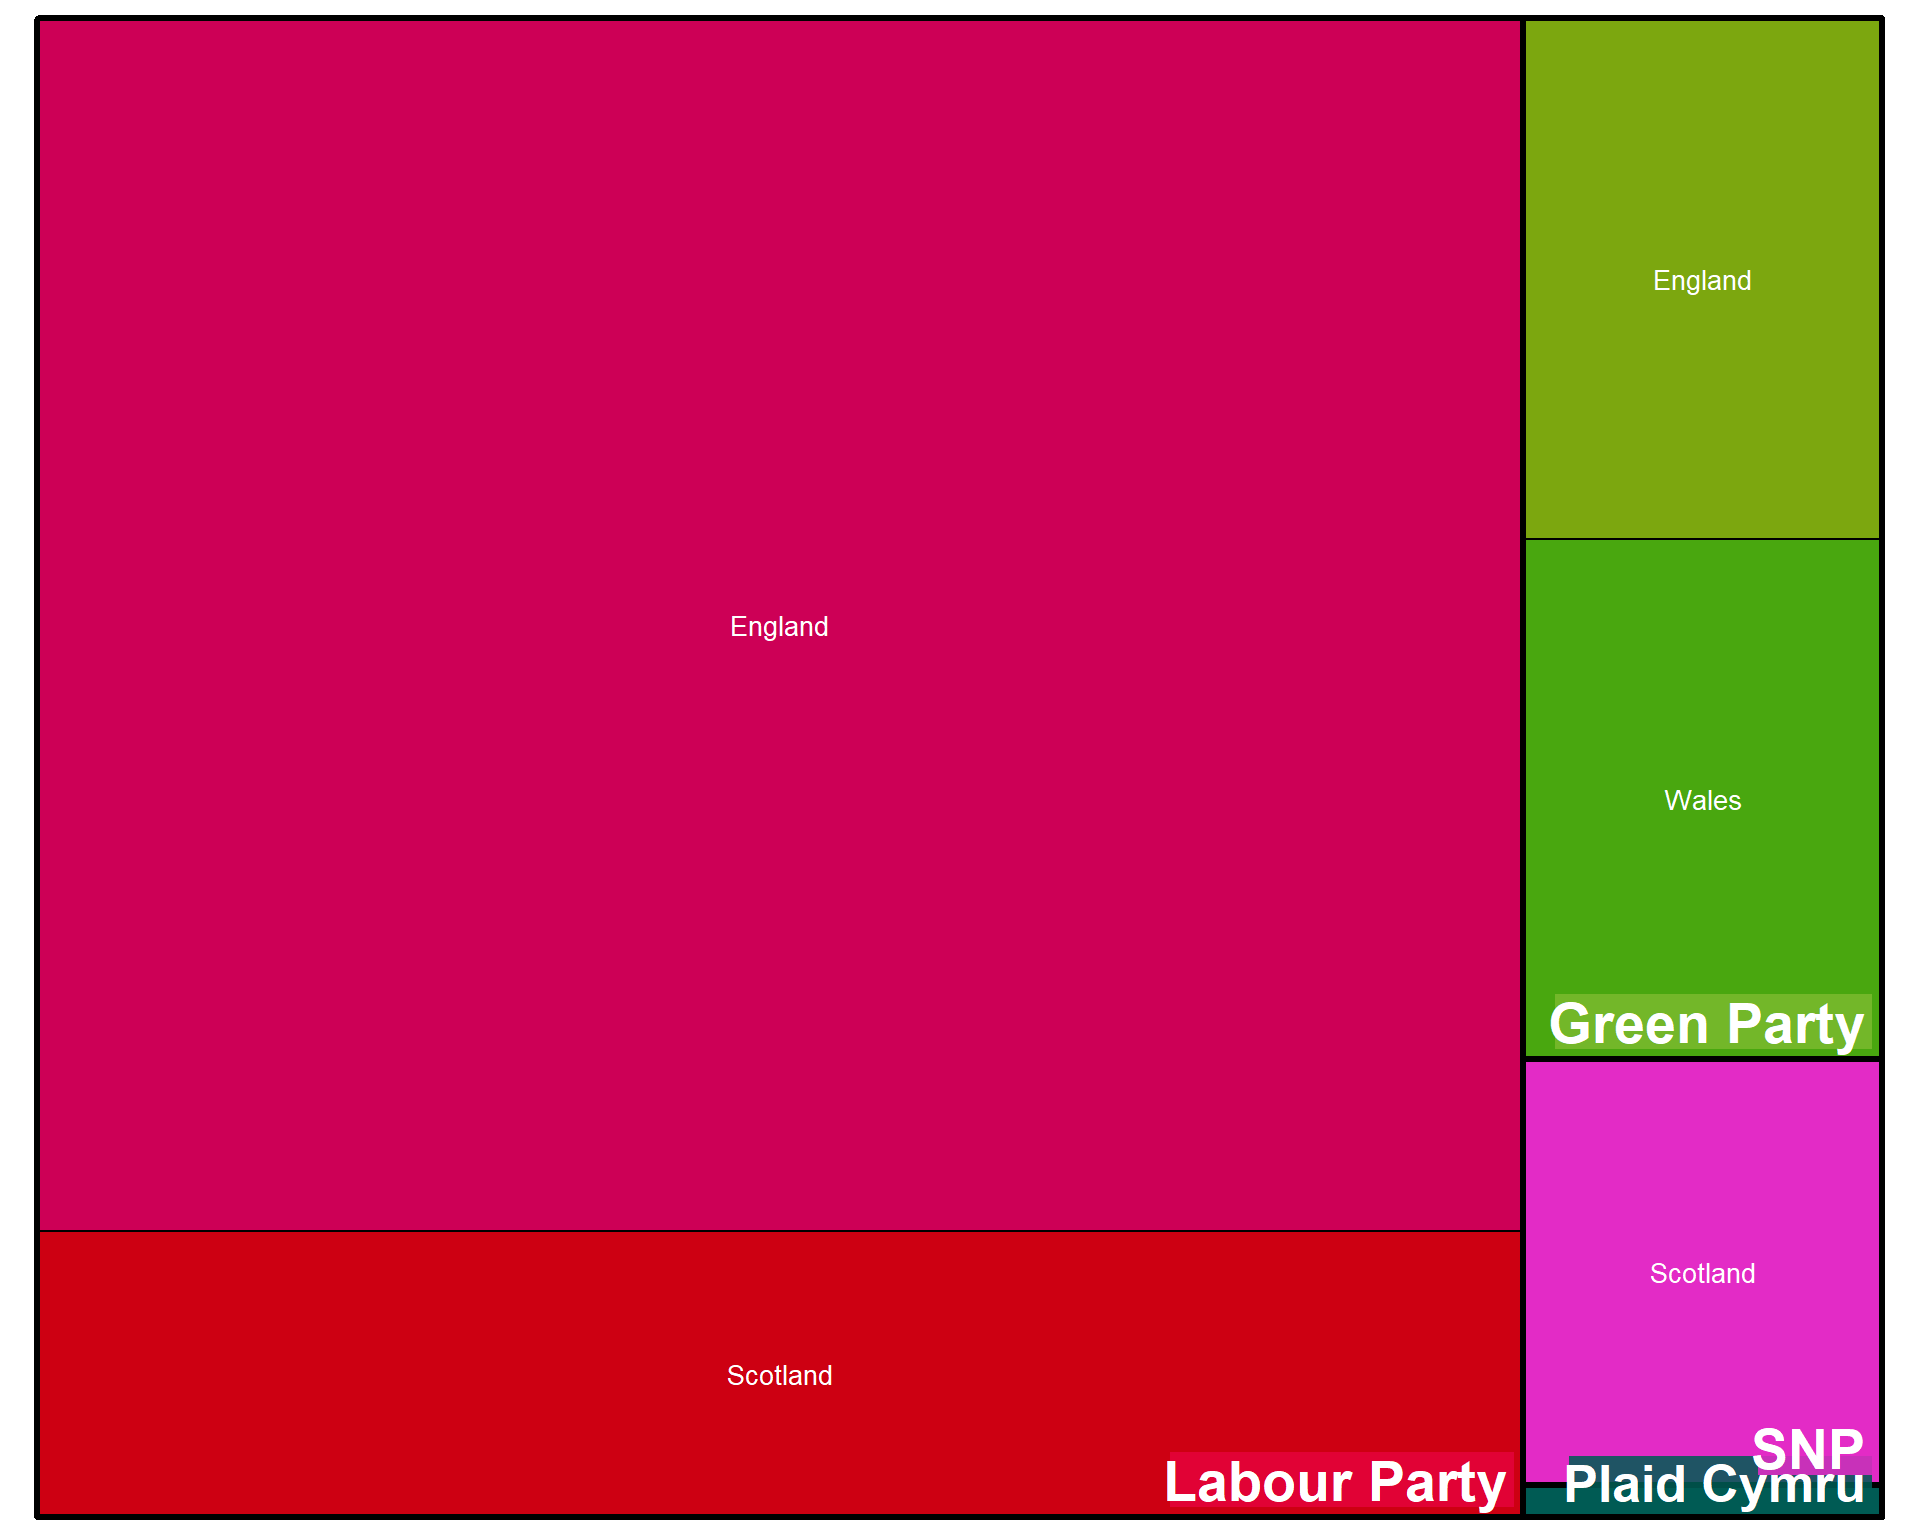 England
Scotland
Labour Party
England
Wales
Green Party
Scotland
SNP
Plaid Cymru